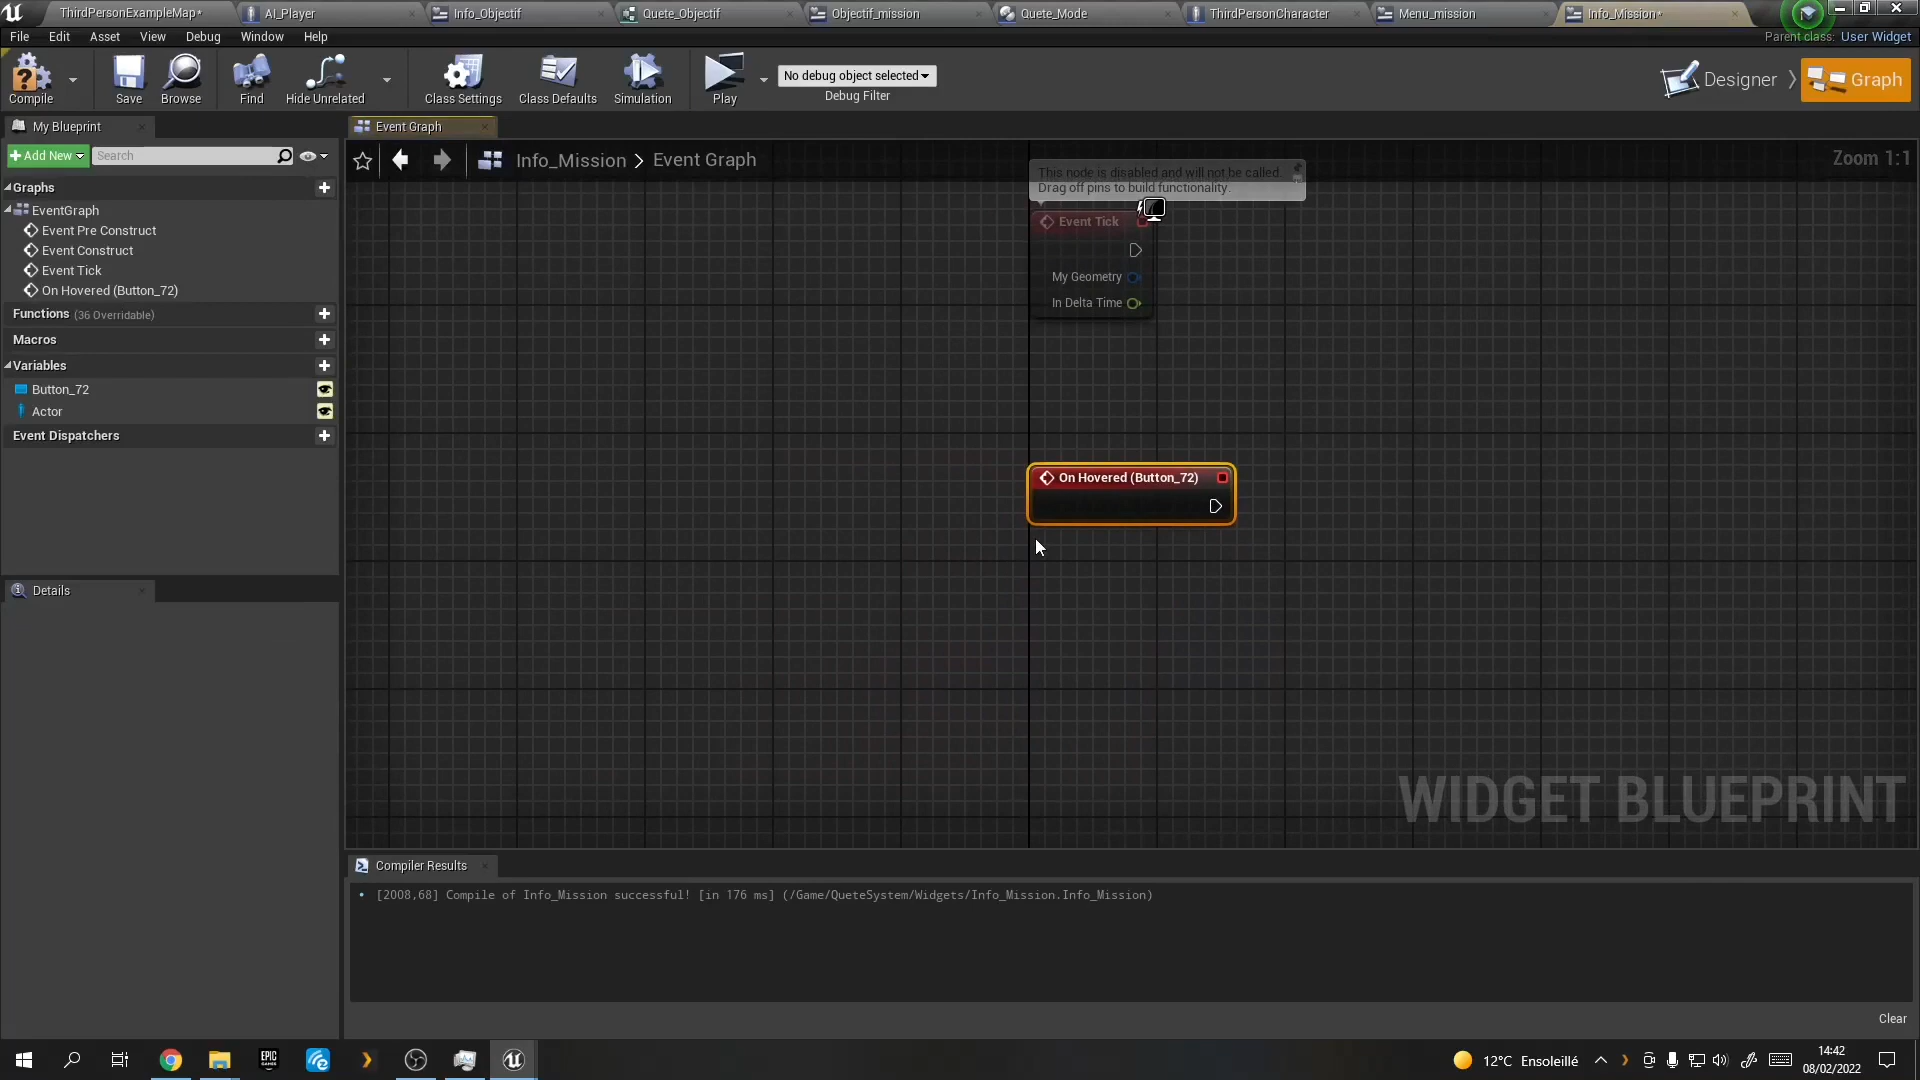 ThirdPersonExampleMap*
AI_Player
Info_Objectif
Quete_Objectif
Objectif_mission
Quete_Mode
ThirdPersonCharacter
Menu_mission
Info_Mission*
File
Edit
Asset
View
Debug
Window
Help
Parent class: User Widget
Compile
Save
Browse
Find
Hide Unrelated
Class Settings
Class Defaults
Simulation
Play
No debug object selected
Debug Filter
Designer
Graph
My Blueprint
Event Graph
Add New
Search
Info_Mission > Event Graph
Zoom 1:1
Graphs
EventGraph
Event Pre Construct
Event Construct
Event Tick
On Hovered (Button_72)
Functions (36 Overridable)
Macros
Variables
Button_72
Actor
Event Dispatchers
This node is disabled and will not be called.
Drag off pins to build functionality.
Event Tick
My Geometry
In Delta Time
On Hovered (Button_72)
Details
WIDGET BLUEPRINT
Compiler Results
[2008,68] Compile of Info_Mission successful! [in 176 ms] (/Game/QueteSystem/Widgets/Info_Mission.Info_Mission)
Clear
EPIC
GAMES
12°C Ensoleillé
14:42
08/02/2022